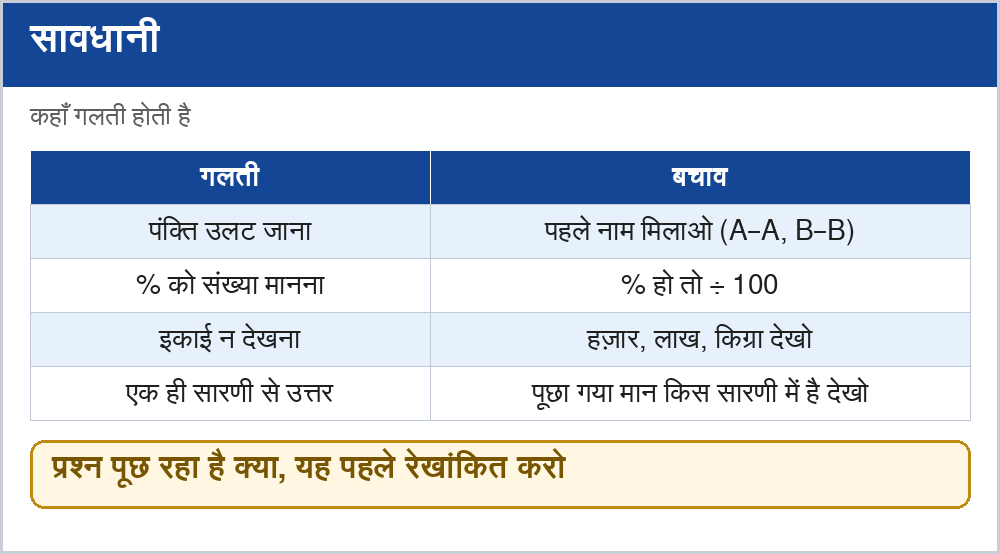 सावधानी
कहाँ गलती होती है
गलती बचाव
पंक्ति उलट जाना पहले नाम मिलाओ (A–A, B–B)
% को संख्या मानना % हो तो ÷ 100
इकाई न देखना हज़ार, लाख, किग्रा देखो
एक ही सारणी से उत्तर पूछा गया मान किस सारणी में है देखो
प्रश्न पूछ रहा है क्या, यह पहले रेखांकित करो